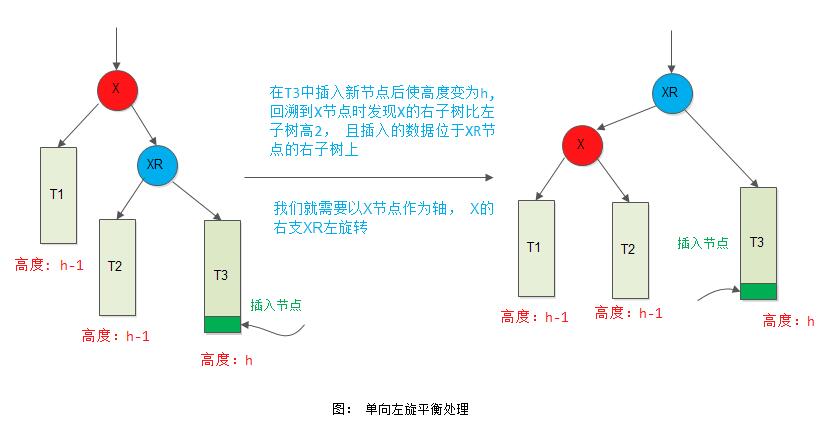 X
XR
T1
T2
T3
高度: h-1
高度: h-1
插入节点
高度: h
在T3中插入新节点后使高度变为h,
回溯到X节点时发现X的右子树比左
子树高2， 且插入的数据位于XR节
点的右子树上
我们就需要以X节点作为轴， X的
右支XR左旋转
XR
X
T1
T2
T3
插入节点
高度: h-1
高度: h-1
高度: h
图： 单向左旋平衡处理